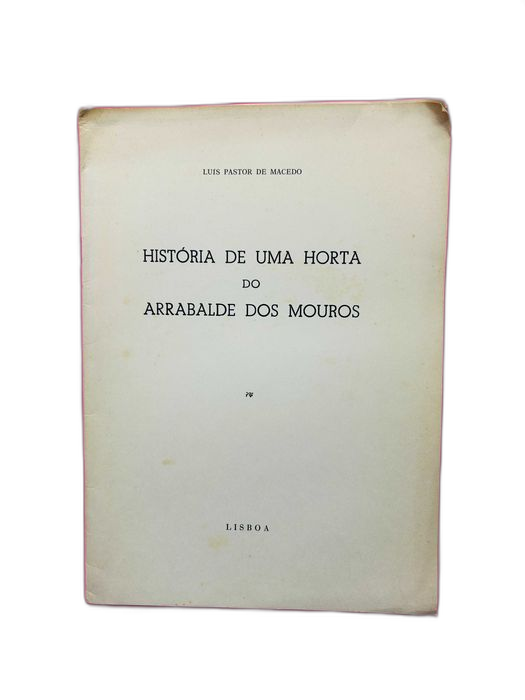 LUIS PASTOR DE MACEDO
HISTÓRIA DE UMA HORTA
DO
ARRABALDE DOS MOUROS
LISBOA